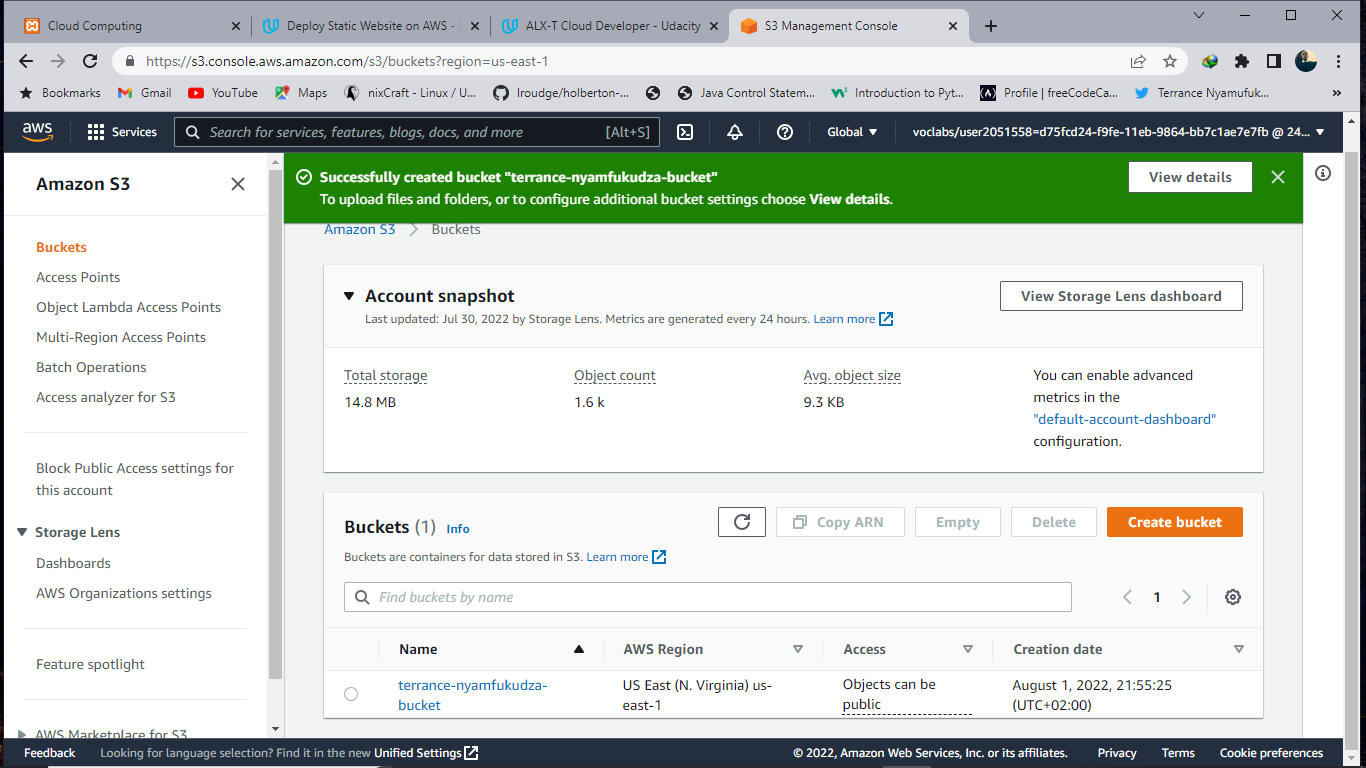 Cloud Computing
Deploy Static Website on AWS -
ALX-T Cloud Developer - Udacity
S3 Management Console
https://s3.console.aws.amazon.com/s3/buckets?region=us-east-1
Bookmarks
Gmail
YouTube
Maps
nixCraft - Linux / U...
lroudge/holberton-...
Java Control Statem...
Introduction to Pyt...
Profile | freeCodeCa...
Terrance Nyamufuk...
»
aws
Services
Search for services, features, blogs, docs, and more
[Alt+S]
Global
voclabs/user2051558=d75fcd24-f9fe-11eb-9864-bb7c1ae7e7fb @ 24...
Amazon S3
Buckets
Access Points
Object Lambda Access Points
Multi-Region Access Points
Batch Operations
Access analyzer for S3
Block Public Access settings for
this account
Storage Lens
Dashboards
AWS Organizations settings
Feature spotlight
AWS Marketplace for S3
Successfully created bucket "terrance-nyamfukudza-bucket"
To upload files and folders, or to configure additional bucket settings choose View details.
View details
Amazon S3
Buckets
Account snapshot
Last updated: Jul 30, 2022 by Storage Lens. Metrics are generated every 24 hours. Learn more
View Storage Lens dashboard
Total storage
14.8 MB
Object count
1.6 k
Avg. object size
9.3 KB
You can enable advanced
metrics in the
"default-account-dashboard"
configuration.
Buckets (1)
Info
Copy ARN
Empty
Delete
Create bucket
Buckets are containers for data stored in S3. Learn more
Find buckets by name
1
Name
AWS Region
Access
Creation date
terrance-nyamfukudza-
bucket
US East (N. Virginia) us-
east-1
Objects can be
public
August 1, 2022, 21:55:25
(UTC+02:00)
Feedback
Looking for language selection? Find it in the new Unified Settings
© 2022, Amazon Web Services, Inc. or its affiliates.
Privacy
Terms
Cookie preferences